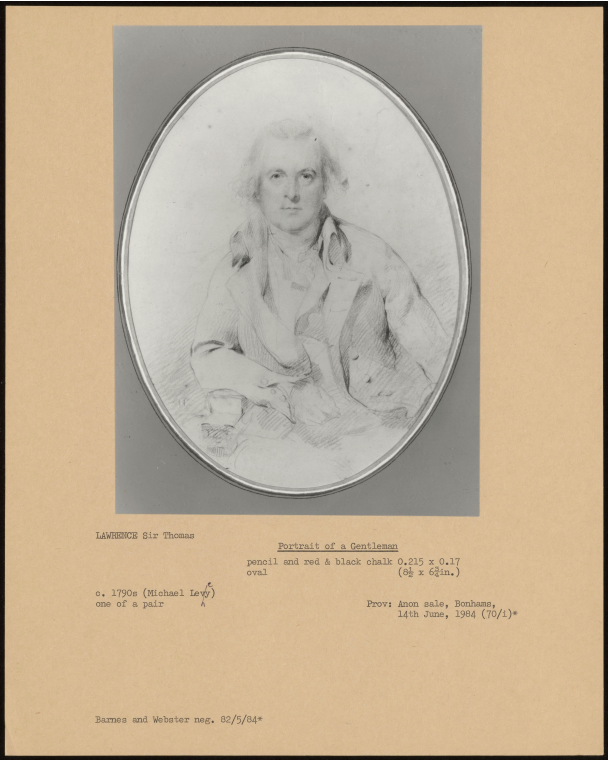 LAWRENCE Sir Thomas
Portrait of a Gentleman
pencil and red & black chalk 0.215 x 0.17
oval (8½ x 6¾in.)
c. 1790s (Michael Levey)
one of a pair
Prov: Anon sale, Bonhams,
14th June, 1984 (70/i)*
Barnes and Webster neg. 82/5/84*